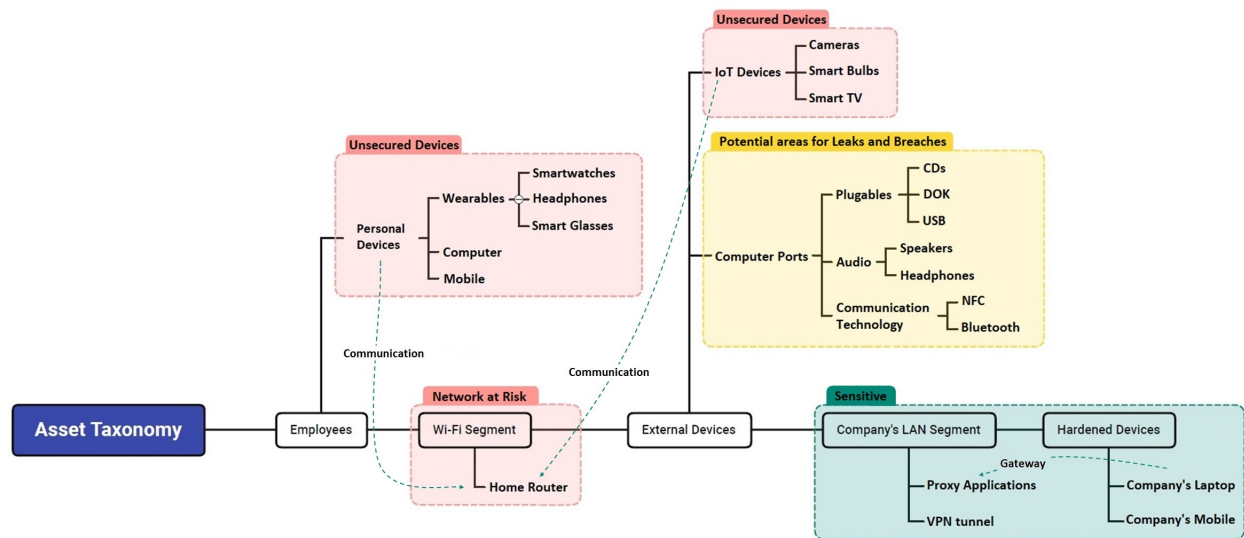 Unsecured Devices
Cameras
IoT Devices
Smart Bulbs
Smart TV
Unsecured Devices
Smartwatches
Wearables
Headphones
Smart Glasses
Personal
Devices
Computer
Mobile
Potential areas for Leaks and Breaches
CDs
Plugables
DOK
USB
Computer Ports
Speakers
Audio
Headphones
Communication
Technology
NFC
Bluetooth
Communication
Communication
Asset Taxonomy
Employees
Network at Risk
Wi-Fi Segment
Home Router
External Devices
Sensitive
Company's LAN Segment
Hardened Devices
Gateway
Proxy Applications
Company's Laptop
VPN tunnel
Company's Mobile